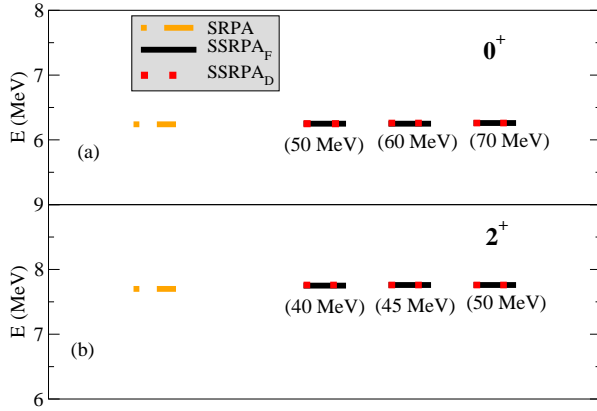 8
SRPA
SSRPA_F
SSRPA_D
0^+
E (MeV)
6
(a)
(50 MeV) (60 MeV) (70 MeV)
4
9
2^+
8
E (MeV)
7
(40 MeV) (45 MeV) (50 MeV)
(b)
6